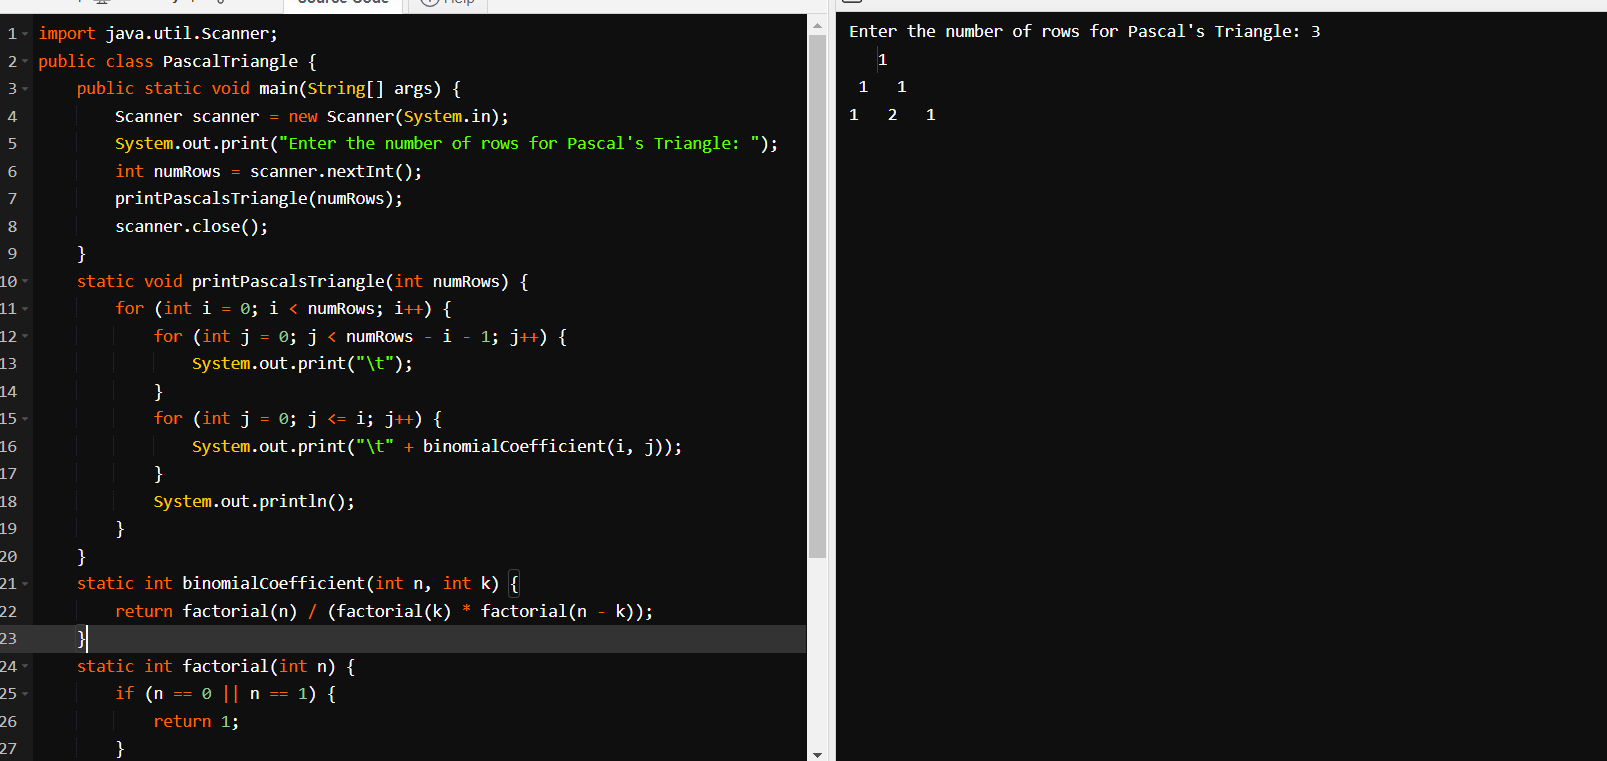 Source Code Help
1 import java.util.Scanner;
2 public class PascalTriangle {
3     public static void main(String[] args) {
4         Scanner scanner = new Scanner(System.in);
5         System.out.print("Enter the number of rows for Pascal's Triangle: ");
6         int numRows = scanner.nextInt();
7         printPascalsTriangle(numRows);
8         scanner.close();
9     }
10     static void printPascalsTriangle(int numRows) {
11         for (int i = 0; i < numRows; i++) {
12             for (int j = 0; j < numRows - i - 1; j++) {
13                 System.out.print("\t");
14             }
15             for (int j = 0; j <= i; j++) {
16                 System.out.print("\t" + binomialCoefficient(i, j));
17             }
18             System.out.println();
19         }
20     }
21     static int binomialCoefficient(int n, int k) {
22         return factorial(n) / (factorial(k) * factorial(n - k));
23     }
24     static int factorial(int n) {
25         if (n == 0 || n == 1) {
26             return 1;
27         }
Enter the number of rows for Pascal's Triangle: 3
   1
 1   1
1   2   1